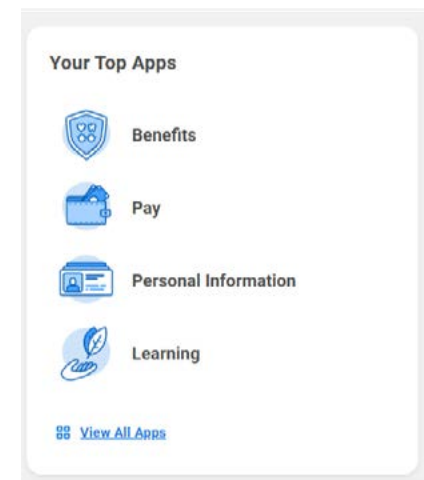 Your Top Apps
Benefits
Pay
Personal Information
Learning
View All Apps